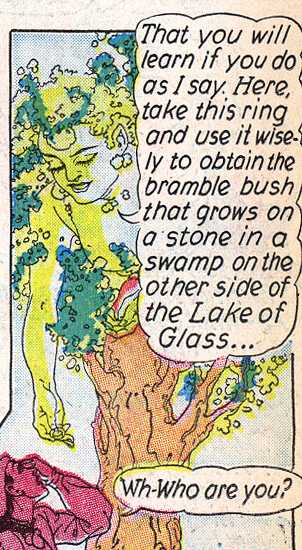 That you will
learn if you do
as I say. Here,
take this ring
and use it wise-
ly to obtain the
bramble bush
that grows on
a stone in a
swamp on the
other side of
the Lake of
Glass...
Wh-Who are you?